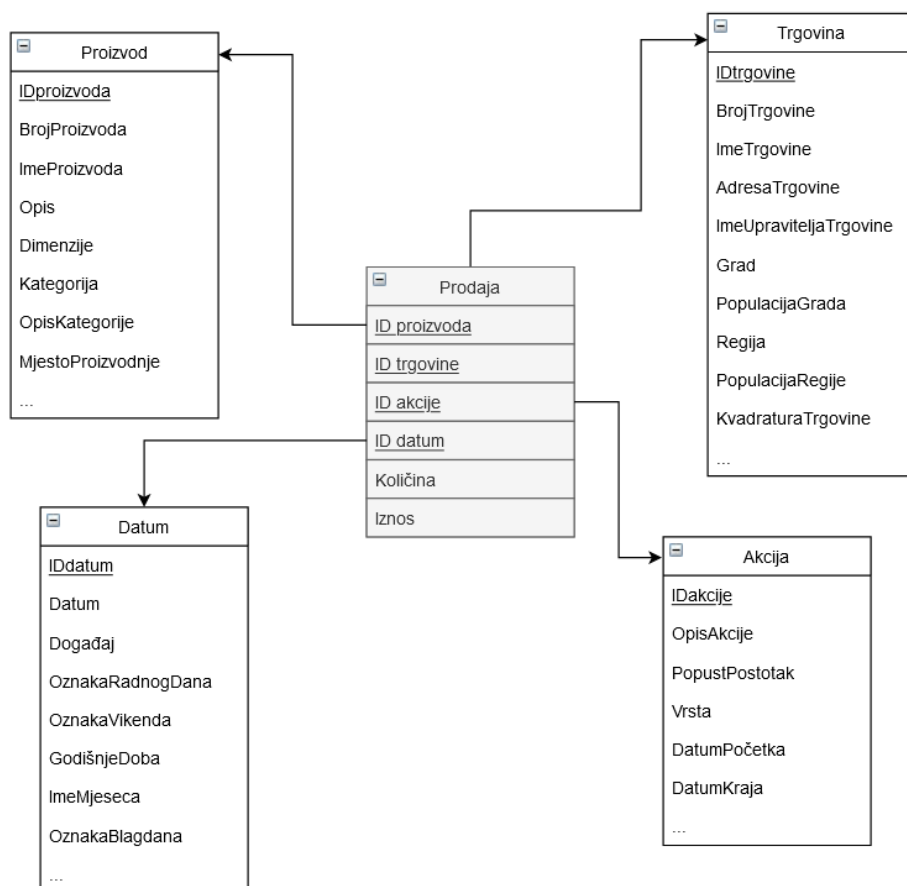 Proizvod
IDproizvoda
BrojProizvoda
ImeProizvoda
Opis
Dimenzije
Kategorija
OpisKategorije
MjestoProizvodnje
...
Trgovina
IDtrgovine
BrojTrgovine
ImeTrgovine
AdresaTrgovine
ImeUpraviteljaTrgovine
Grad
PopulacijaGrada
Regija
PopulacijaRegije
KvadraturaTrgovine
...
Prodaja
ID proizvoda
ID trgovine
ID akcije
ID datum
Količina
Iznos
Datum
IDdatum
Datum
Događaj
OznakaRadnogDana
OznakaVikenda
GodišnjeDoba
ImeMjeseca
OznakaBlagdana
...
Akcija
IDakcije
OpisAkcije
PopustPostotak
Vrsta
DatumPočetka
DatumKraja
...